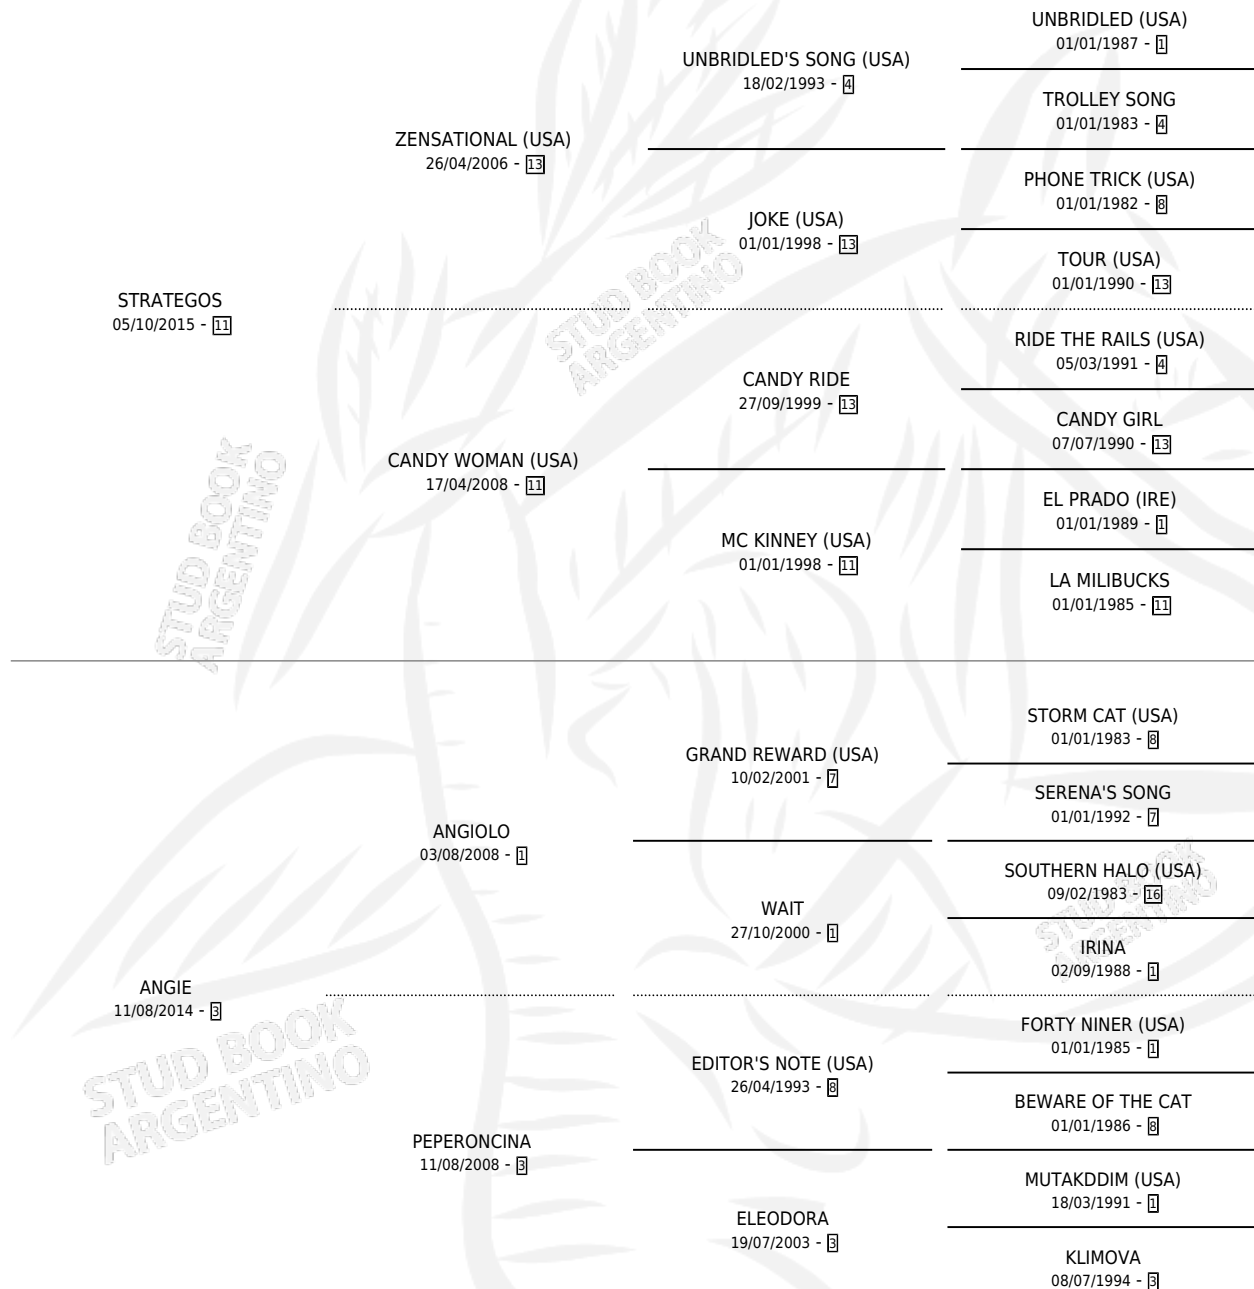 UNBRIDLED (USA)
01/01/1987 - 1
UNBRIDLED'S SONG (USA)
18/02/1993 - 4
TROLLEY SONG
01/01/1983 - 4
ZENSATIONAL (USA)
26/04/2006 - 13
PHONE TRICK (USA)
01/01/1982 - 8
JOKE (USA)
01/01/1998 - 13
TOUR (USA)
01/01/1990 - 13
STRATEGOS
05/10/2015 - 11
RIDE THE RAILS (USA)
05/03/1991 - 4
CANDY RIDE
27/09/1999 - 13
CANDY GIRL
07/07/1990 - 13
CANDY WOMAN (USA)
17/04/2008 - 11
EL PRADO (IRE)
01/01/1989 - 1
MC KINNEY (USA)
01/01/1998 - 11
LA MILIBUCKS
01/01/1985 - 11
STUD BOOK
ARGENTINO
STUD BOOK
ARGENTINO
STORM CAT (USA)
01/01/1983 - 8
GRAND REWARD (USA)
10/02/2001 - 7
SERENA'S SONG
01/01/1992 - 7
ANGIOLO
03/08/2008 - 1
SOUTHERN HALO (USA)
09/02/1983 - 16
WAIT
27/10/2000 - 1
IRINA
02/09/1988 - 1
ANGIE
11/08/2014 - 3
FORTY NINER (USA)
01/01/1985 - 1
EDITOR'S NOTE (USA)
26/04/1993 - 8
BEWARE OF THE CAT
01/01/1986 - 8
PEPERONCINA
11/08/2008 - 3
MUTAKDDIM (USA)
18/03/1991 - 1
ELEODORA
19/07/2003 - 3
KLIMOVA
08/07/1994 - 3
STUD BOOK
ARGENTINO
STUD BOOK
ARGENTINO